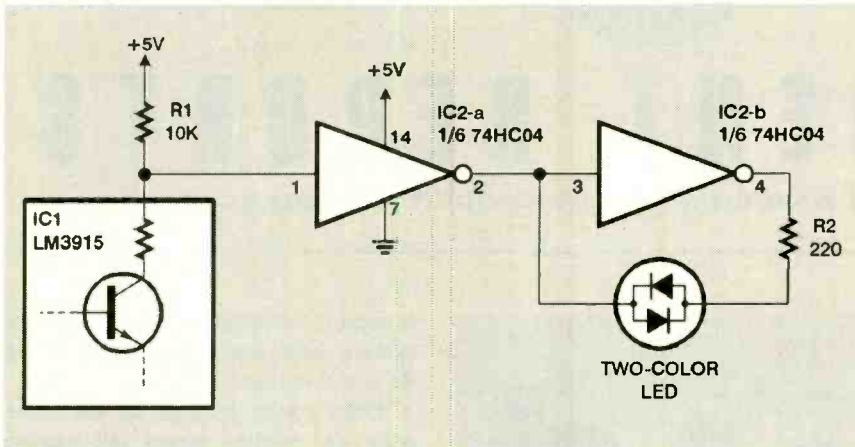 +5V
R1
10K
+5V
IC2-a
1/6 74HC04
IC2-b
1/6 74HC04
14
1
2
3
4
7
IC1
LM3915
R2
220
TWO-COLOR
LED